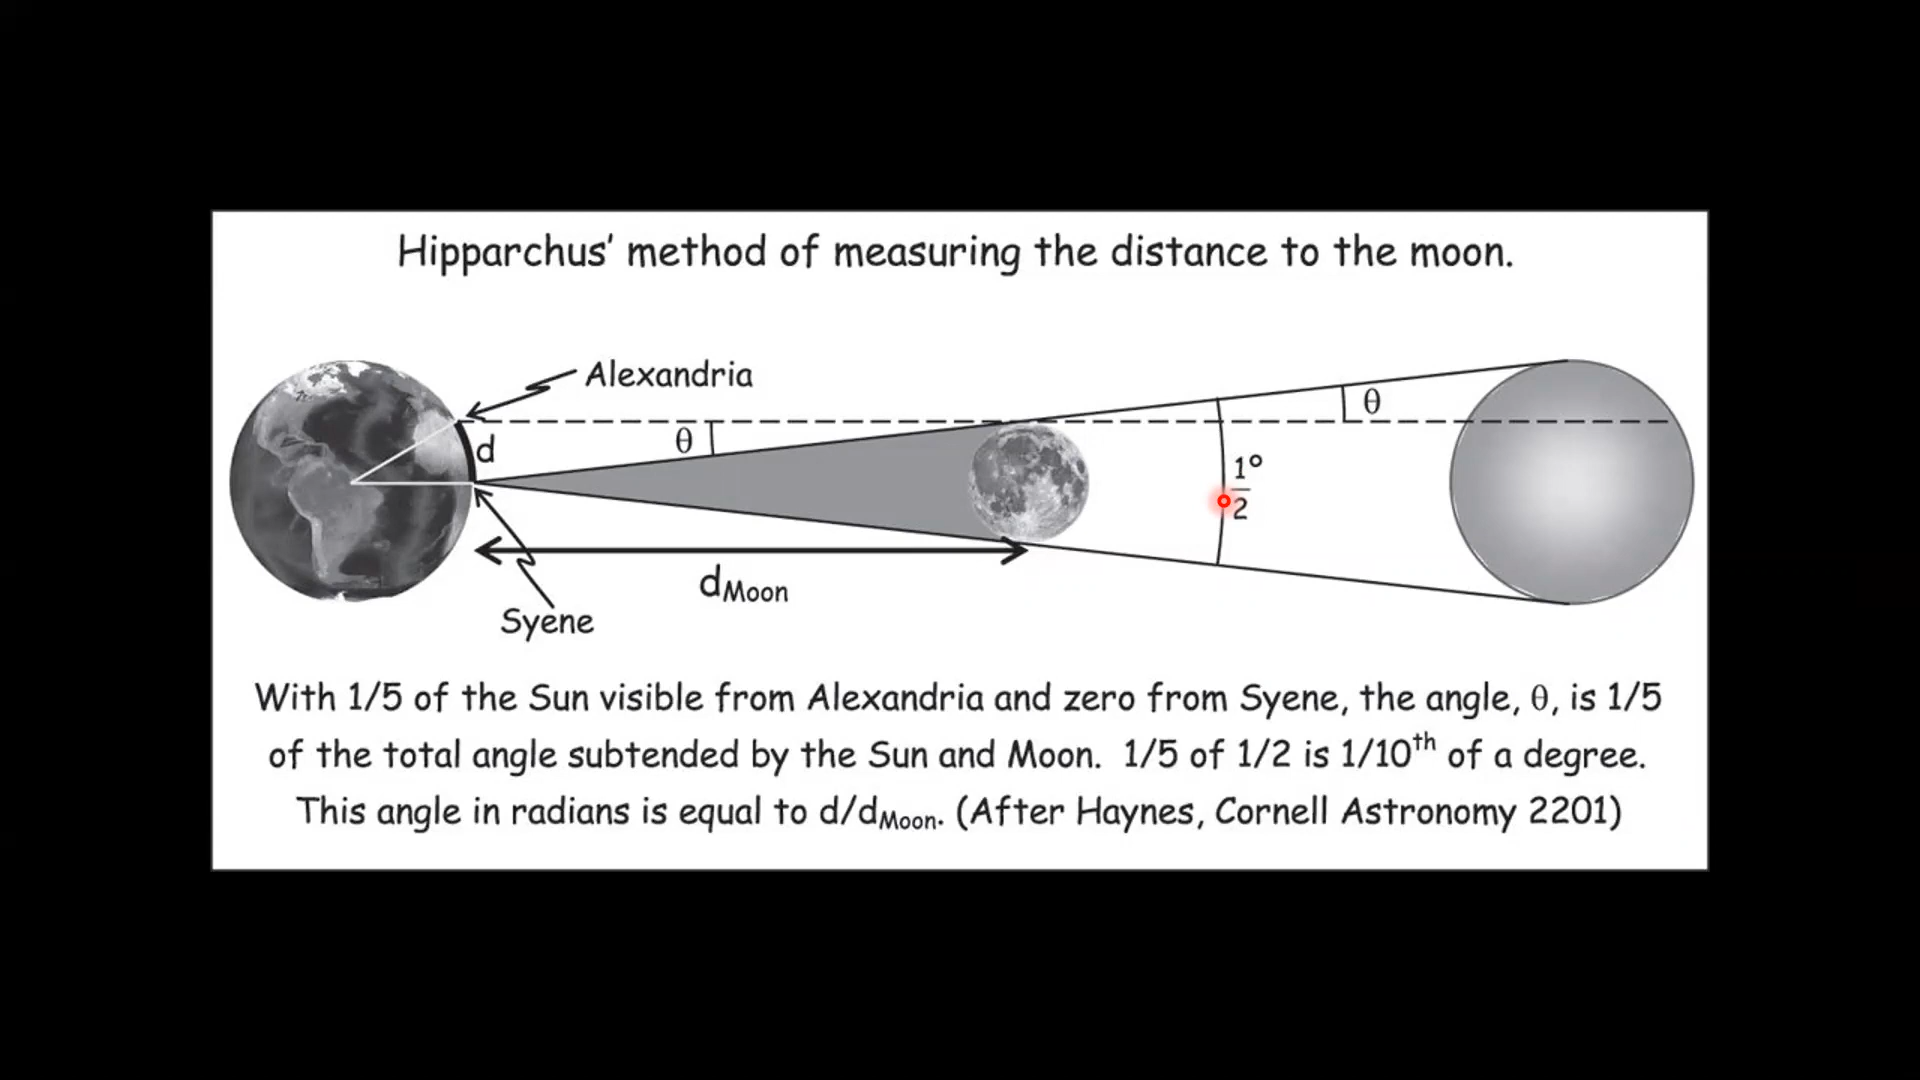 Hipparchus' method of measuring the distance to the moon.
Alexandria
θ
θ
d
1°
2
d_Moon
Syene
With 1/5 of the Sun visible from Alexandria and zero from Syene, the angle, θ, is 1/5
of the total angle subtended by the Sun and Moon. 1/5 of 1/2 is 1/10th of a degree.
This angle in radians is equal to d/d_Moon. (After Haynes, Cornell Astronomy 2201)